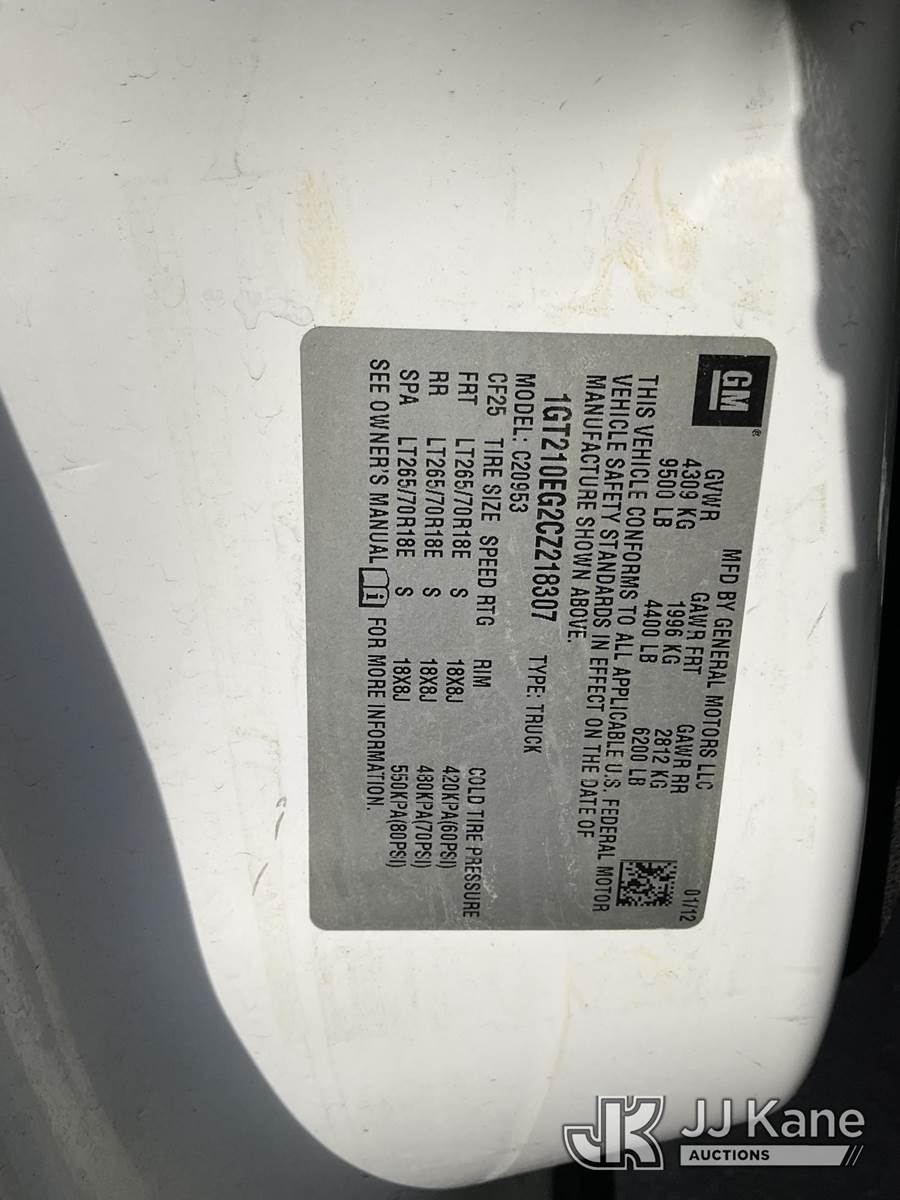 GM®
MFD BY GENERAL MOTORS LLC
01/12
GVWR GAWR FRT GAWR RR
4309 KG 1996 KG 2812 KG
9500 LB 4400 LB 6200 LB
THIS VEHICLE CONFORMS TO ALL APPLICABLE U.S. FEDERAL MOTOR
VEHICLE SAFETY STANDARDS IN EFFECT ON THE DATE OF
MANUFACTURE SHOWN ABOVE.
1GT210EG2CZ218307 TYPE: TRUCK
MODEL: C20953
CF25 TIRE SIZE SPEED RTG RIM COLD TIRE PRESSURE
FRT LT265/70R18E S 18X8J 420KPA(60PSI)
RR LT265/70R18E S 18X8J 480KPA(70PSI)
SPA LT265/70R18E S 18X8J 550KPA(80PSI)
SEE OWNER'S MANUAL FOR MORE INFORMATION.
JK JJ Kane
AUCTIONS